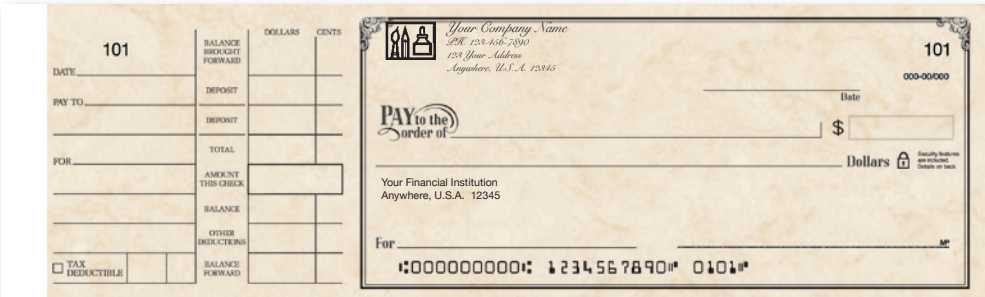 101
DOLLARS CENTS
BALANCE
BROUGHT
FORWARD
DATE
DEPOSIT
PAY TO
DEPOSIT
TOTAL
FOR
AMOUNT
THIS CHECK
BALANCE
OTHER
DEDUCTIONS
TAX
DEDUCTIBLE
BALANCE
FORWARD
Your Company Name
PH. 123-456-7890
123 Your Address
Anywhere, U.S.A. 12345
101
000-00/000
Date
PAY to the
order of
$
Dollars
Security features
are included.
Details on back
Your Financial Institution
Anywhere, U.S.A. 12345
For
MP
⑆000000000⑆ 1234567890⑈ 0101⑈